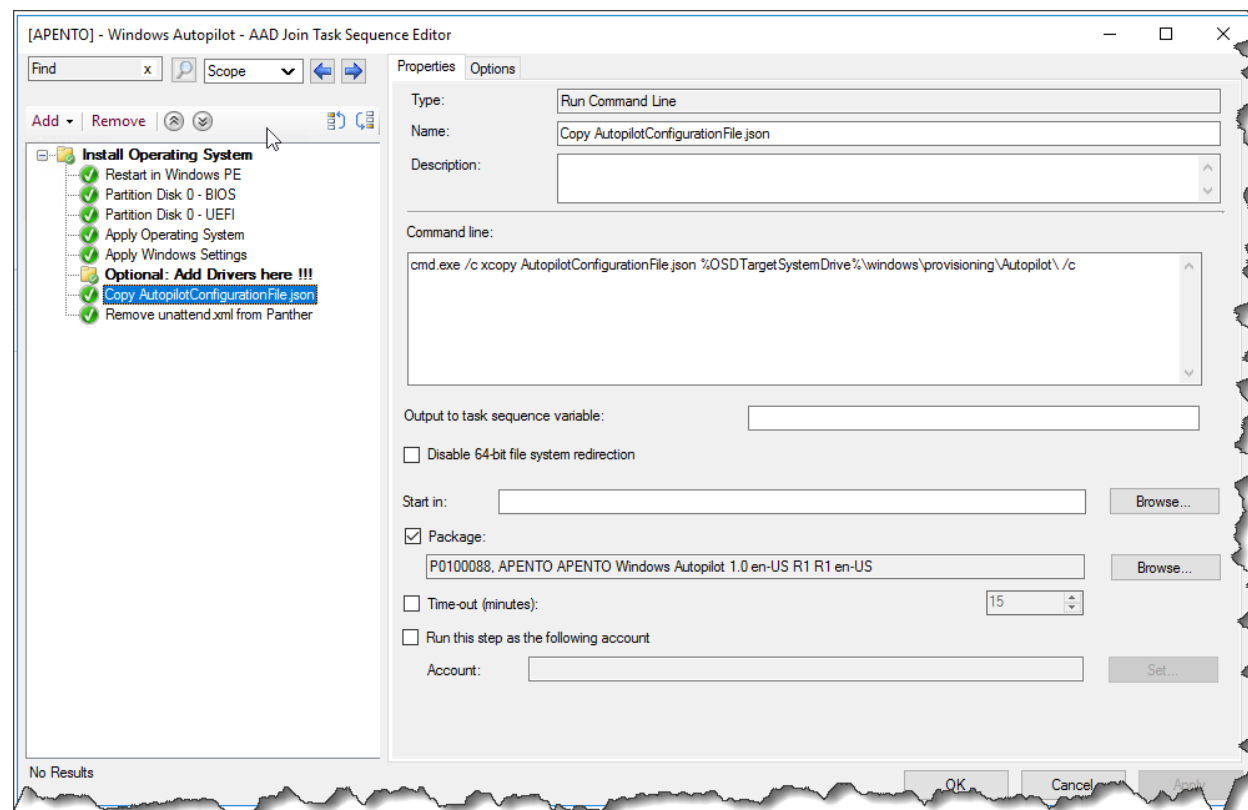 [APENTO] - Windows Autopilot - AAD Join Task Sequence Editor
Find x Scope
Add Remove
Install Operating System
Restart in Windows PE
Partition Disk 0 - BIOS
Partition Disk 0 - UEFI
Apply Operating System
Apply Windows Settings
Optional: Add Drivers here !!!
Copy AutopilotConfigurationFile.json
Remove unattend.xml from Panther
No Results
Properties Options
Type: Run Command Line
Name: Copy AutopilotConfigurationFile.json
Description:
Command line:
cmd.exe /c xcopy AutopilotConfigurationFile.json %OSDTargetSystemDrive%\windows\provisioning\Autopilot\ /c
Output to task sequence variable:
Disable 64-bit file system redirection
Start in: Browse...
Package:
P0100088, APENTO APENTO Windows Autopilot 1.0 en-US R1 R1 en-US Browse...
Time-out (minutes): 15
Run this step as the following account
Account: Set...
OK Cancel Apply